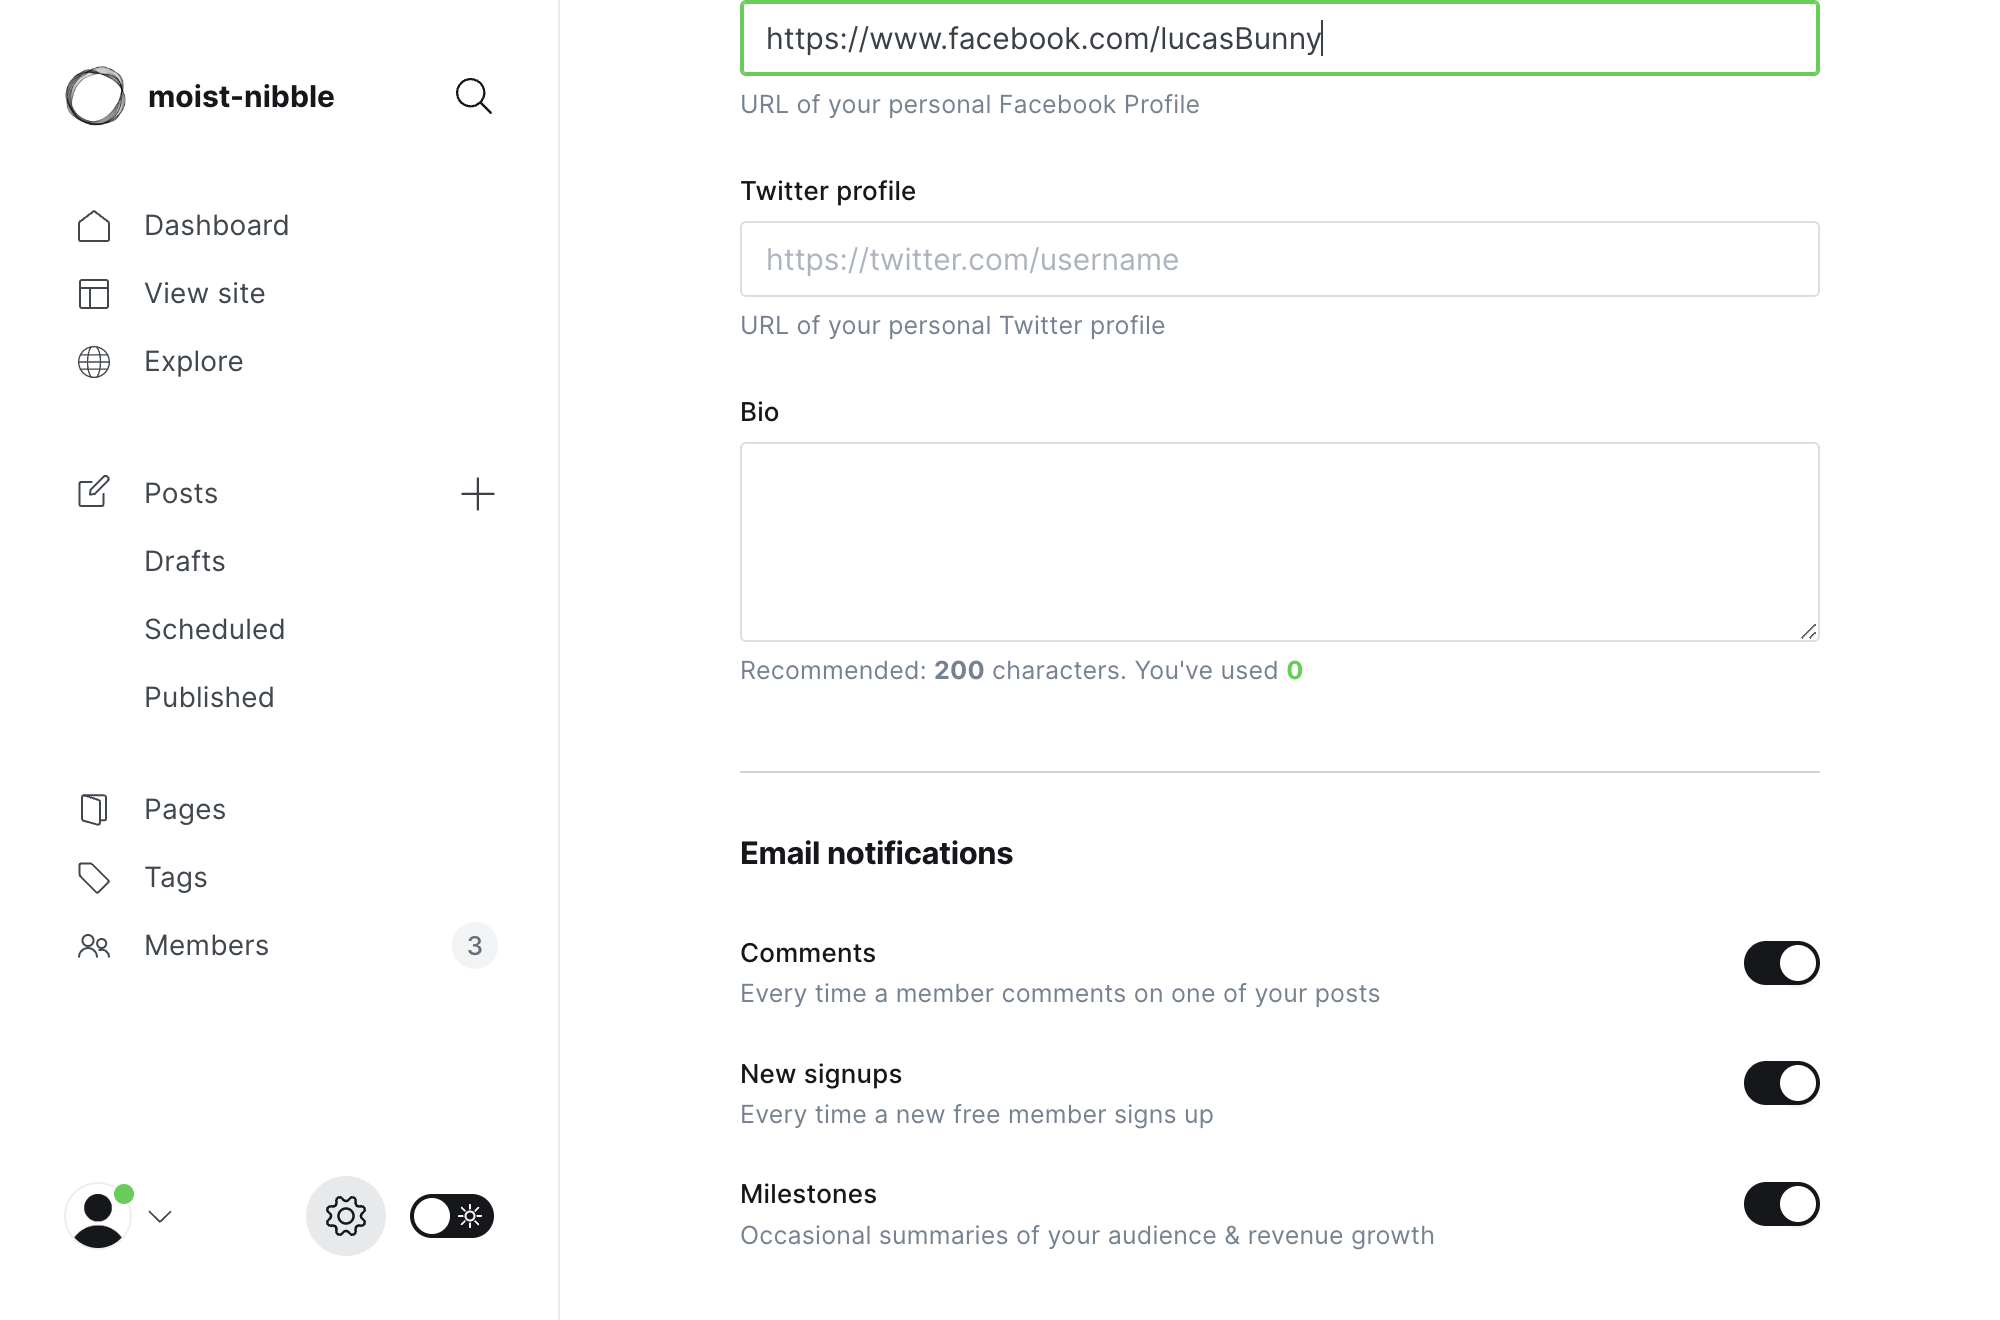 moist-nibble
Dashboard
View site
Explore
Posts
Drafts
Scheduled
Published
Pages
Tags
Members
3
https://www.facebook.com/lucasBunny
URL of your personal Facebook Profile
Twitter profile
https://twitter.com/username
URL of your personal Twitter profile
Bio
Recommended: 200 characters. You've used 0
Email notifications
Comments
Every time a member comments on one of your posts
New signups
Every time a new free member signs up
Milestones
Occasional summaries of your audience & revenue growth